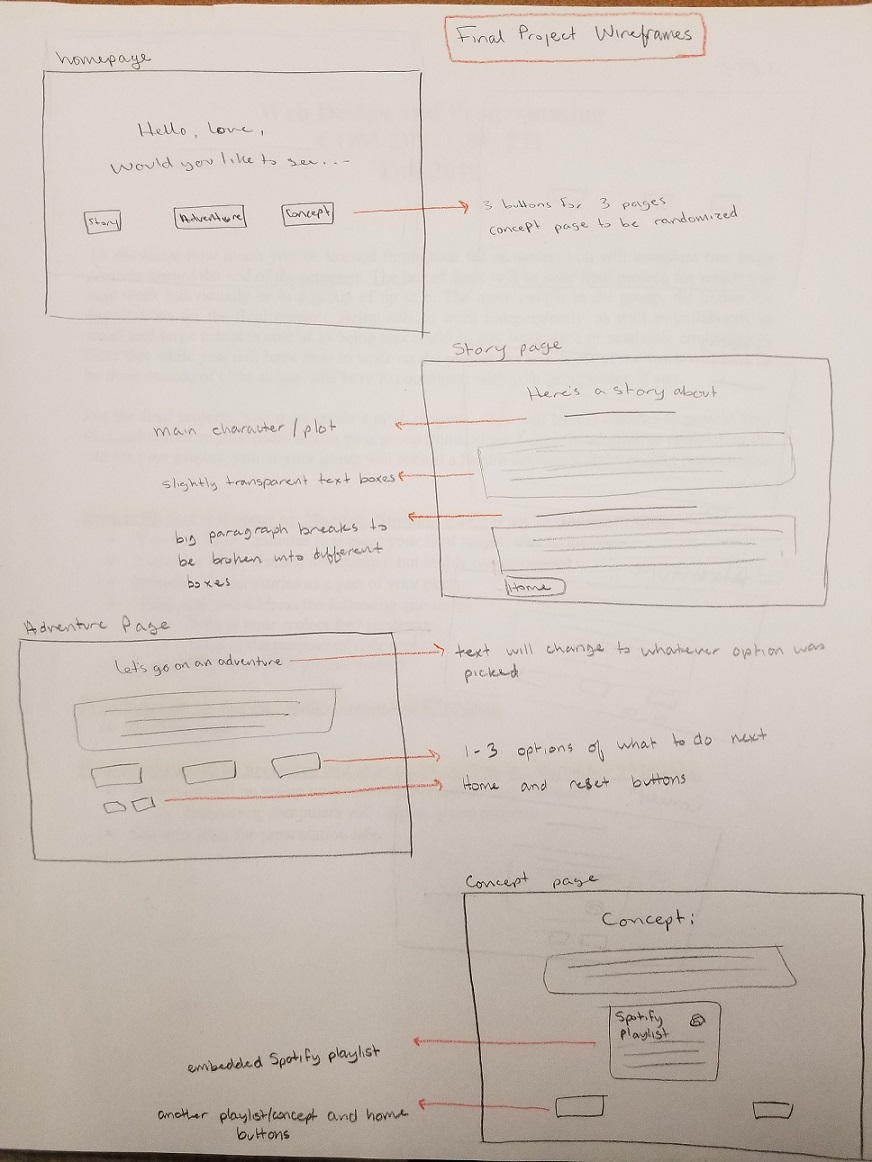 Final Project Wireframes
homepage
Hello, love,
Would you like to see...
Story
Adventure
Concept
3 buttons for 3 pages
concept page to be randomized
Story page
Here's a story about
main character / plot
slightly transparent text boxes
big paragraph breaks to
be broken into different
boxes
Home
Adventure Page
Let's go on an adventure
text will change to whatever option was
picked
1-3 options of what to do next
Home and reset buttons
Concept page
Concept:
Spotify
playlist
embedded Spotify playlist
another playlist/concept and home
buttons